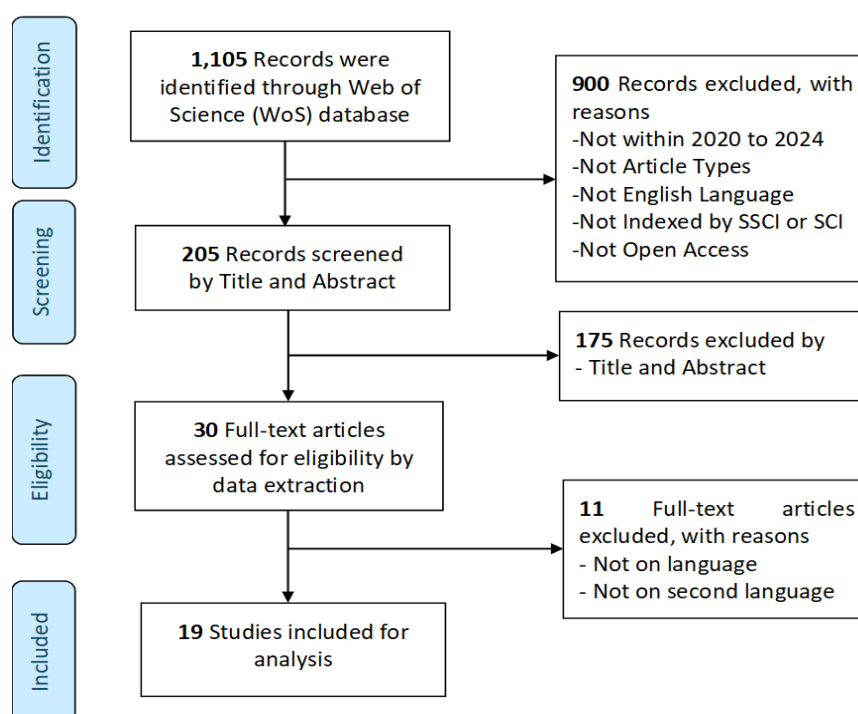 Identification
1,105 Records were
identified through Web of
Science (WoS) database
900 Records excluded, with
reasons
-Not within 2020 to 2024
-Not Article Types
-Not English Language
-Not Indexed by SSCI or SCI
-Not Open Access
Screening
205 Records screened
by Title and Abstract
175 Records excluded by
- Title and Abstract
Eligibility
30 Full-text articles
assessed for eligibility by
data extraction
11 Full-text articles
excluded, with reasons
- Not on language
- Not on second language
Included
19 Studies included for
analysis